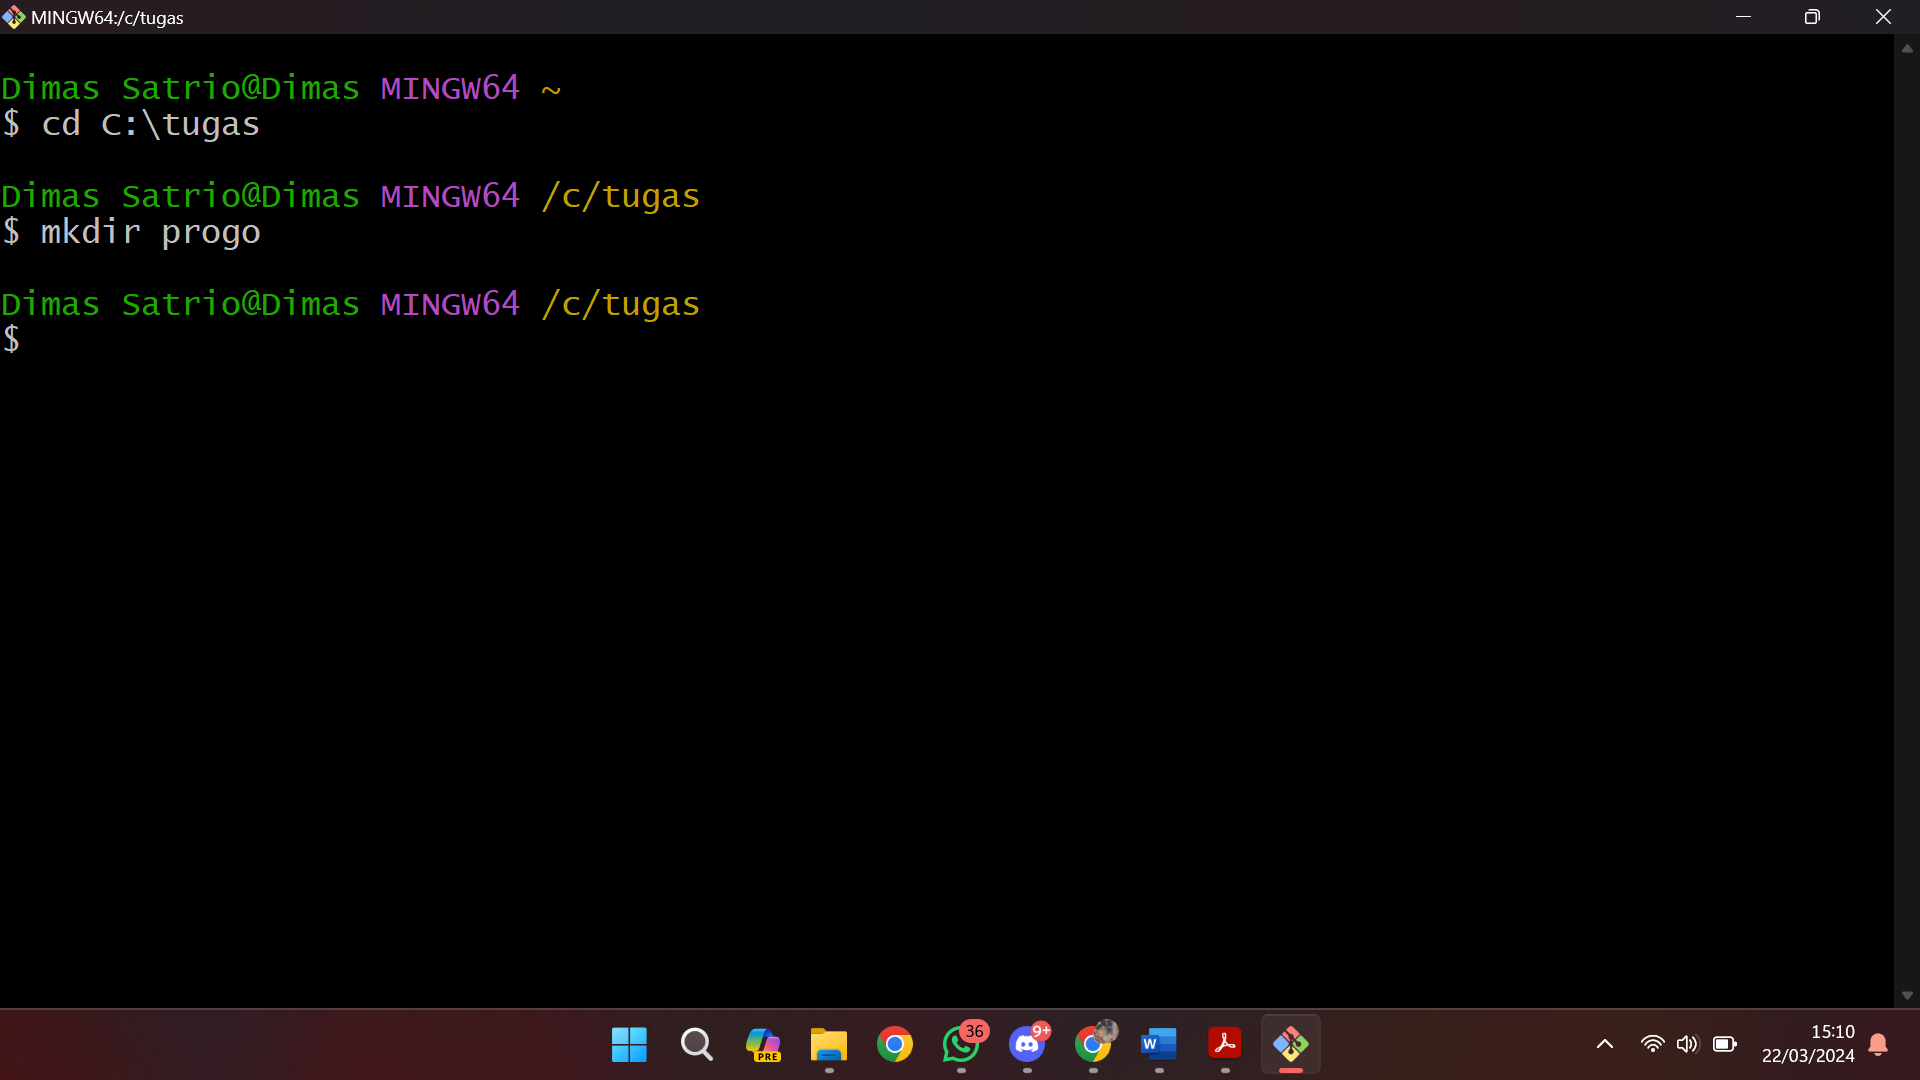 MINGW64:/c/tugas
Dimas Satrio@Dimas MINGW64 ~
$ cd C:\tugas
Dimas Satrio@Dimas MINGW64 /c/tugas
$ mkdir progo
Dimas Satrio@Dimas MINGW64 /c/tugas
$
PRE
36
9+
W
15:10
22/03/2024